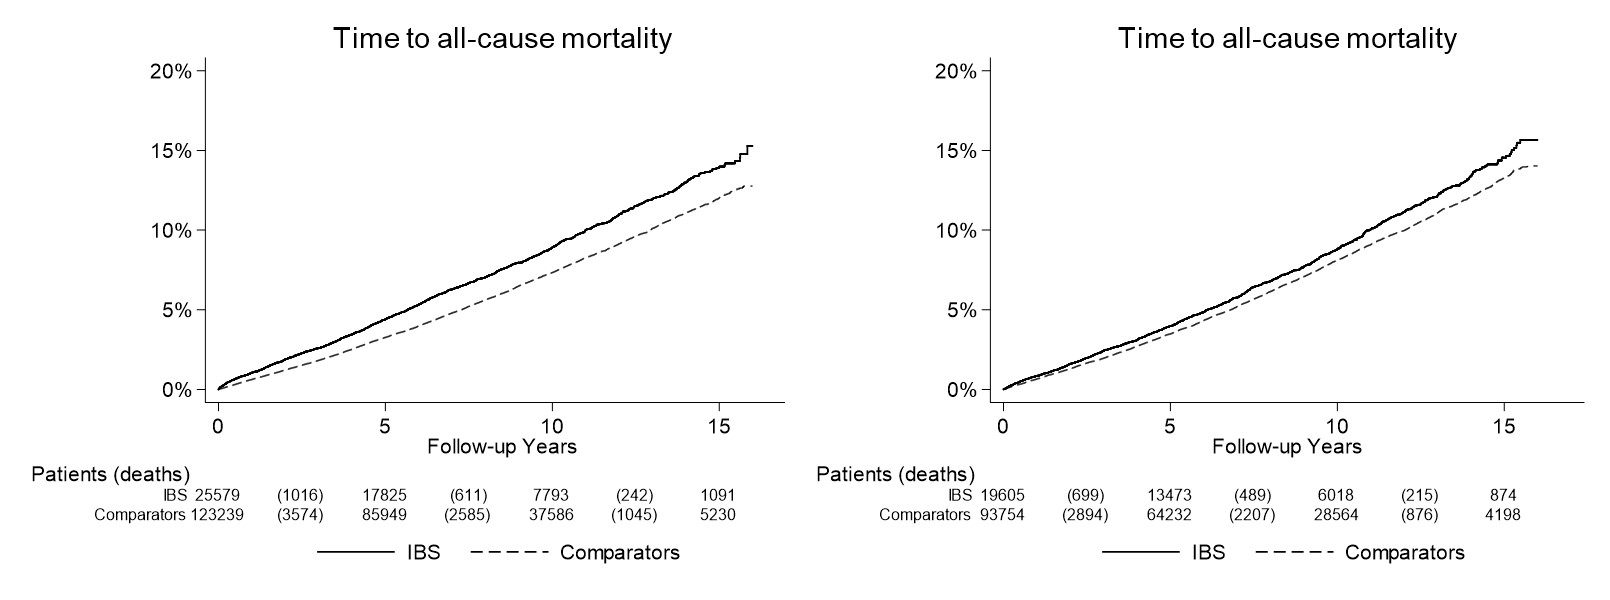 Time to all-cause mortality
20%
15%
10%
5%
0%
0 5 10 15
Follow-up Years
Patients (deaths)
IBS 25579 (1016) 17825 (611) 7793 (242) 1091
Comparators 123239 (3574) 85949 (2585) 37586 (1045) 5230
IBS Comparators
Time to all-cause mortality
20%
15%
10%
5%
0%
0 5 10 15
Follow-up Years
Patients (deaths)
IBS 19605 (699) 13473 (489) 6018 (215) 874
Comparators 93754 (2894) 64232 (2207) 28564 (876) 4198
IBS Comparators